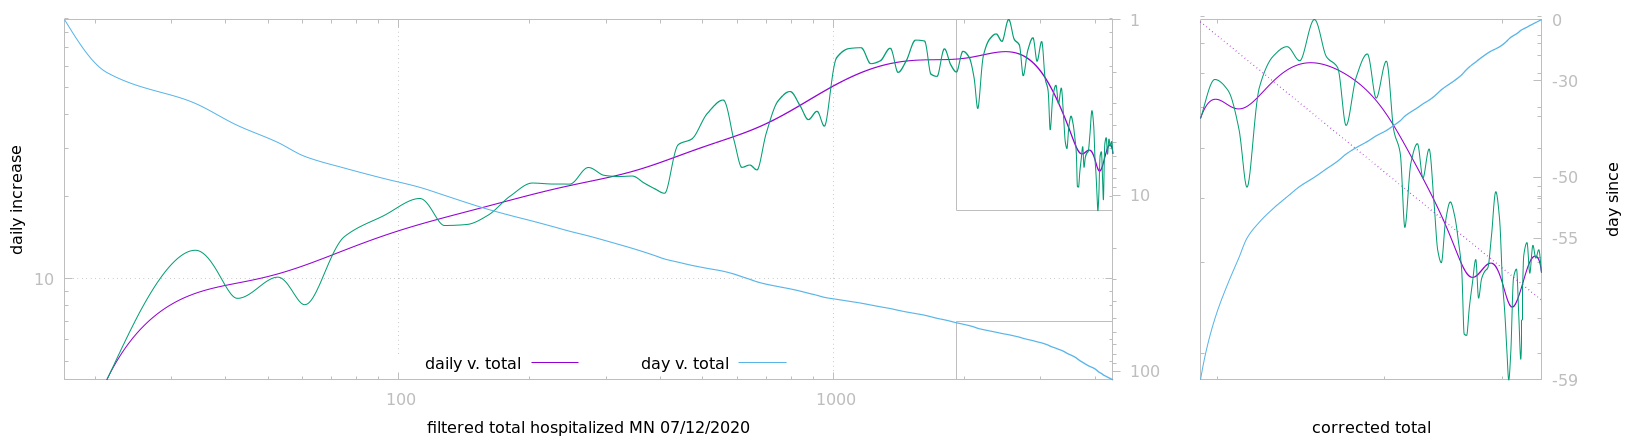 daily increase
10
daily v. total
day v. total
100
1000
filtered total hospitalized MN 07/12/2020
1
10
100
corrected total
0
-30
-50
-55
-59
day since